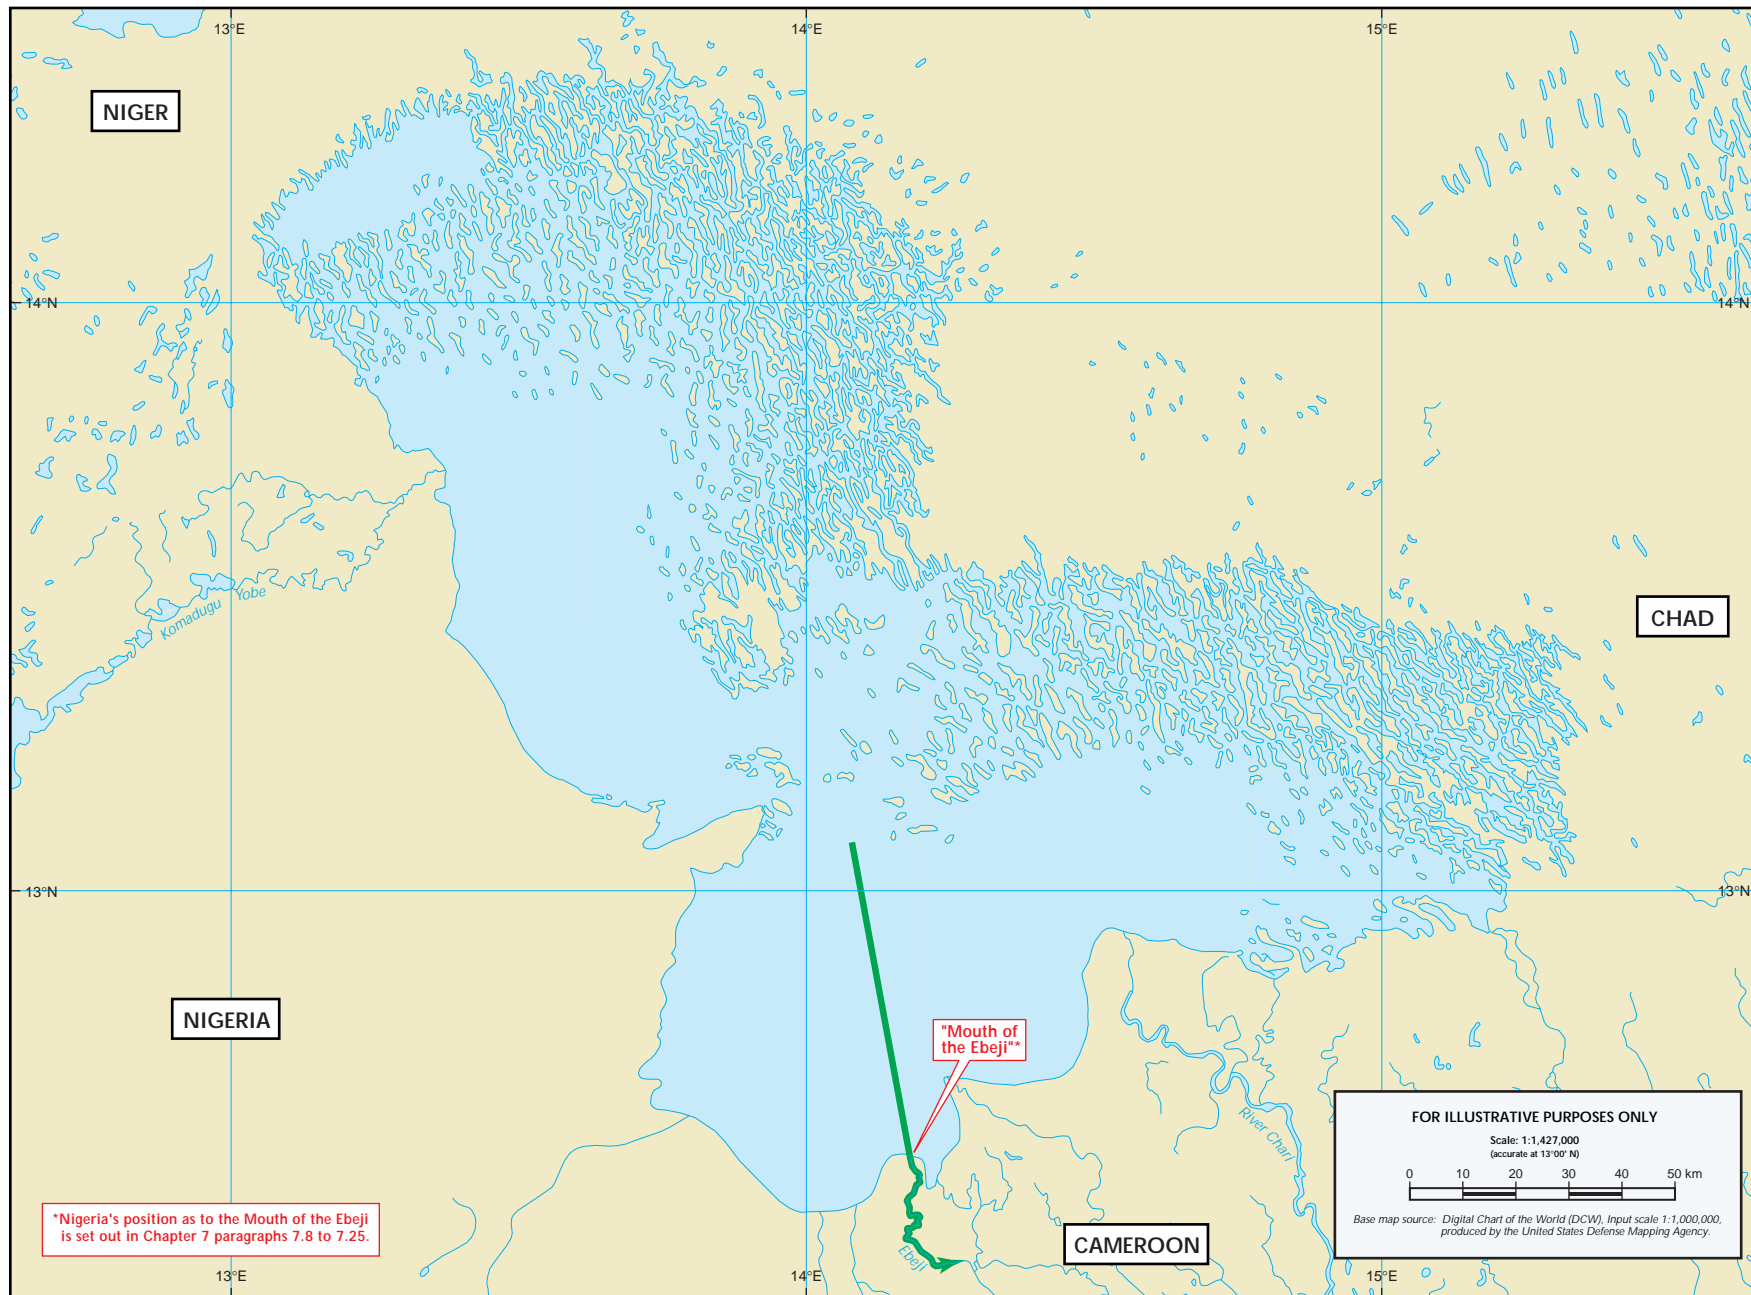 13°E
14°E
15°E
NIGER
14°N
14°N
Komadugu Yobe
CHAD
13°N
13°N
NIGERIA
"Mouth of
the Ebeji"*
River Chari
FOR ILLUSTRATIVE PURPOSES ONLY
Scale: 1:1,427,000
(accurate at 13°00' N)
0 10 20 30 40 50 km
Base map source: Digital Chart of the World (DCW), Input scale 1:1,000,000,
produced by the United States Defense Mapping Agency.
*Nigeria's position as to the Mouth of the Ebeji
is set out in Chapter 7 paragraphs 7.8 to 7.25.
Ebeji
CAMEROON
13°E
14°E
15°E